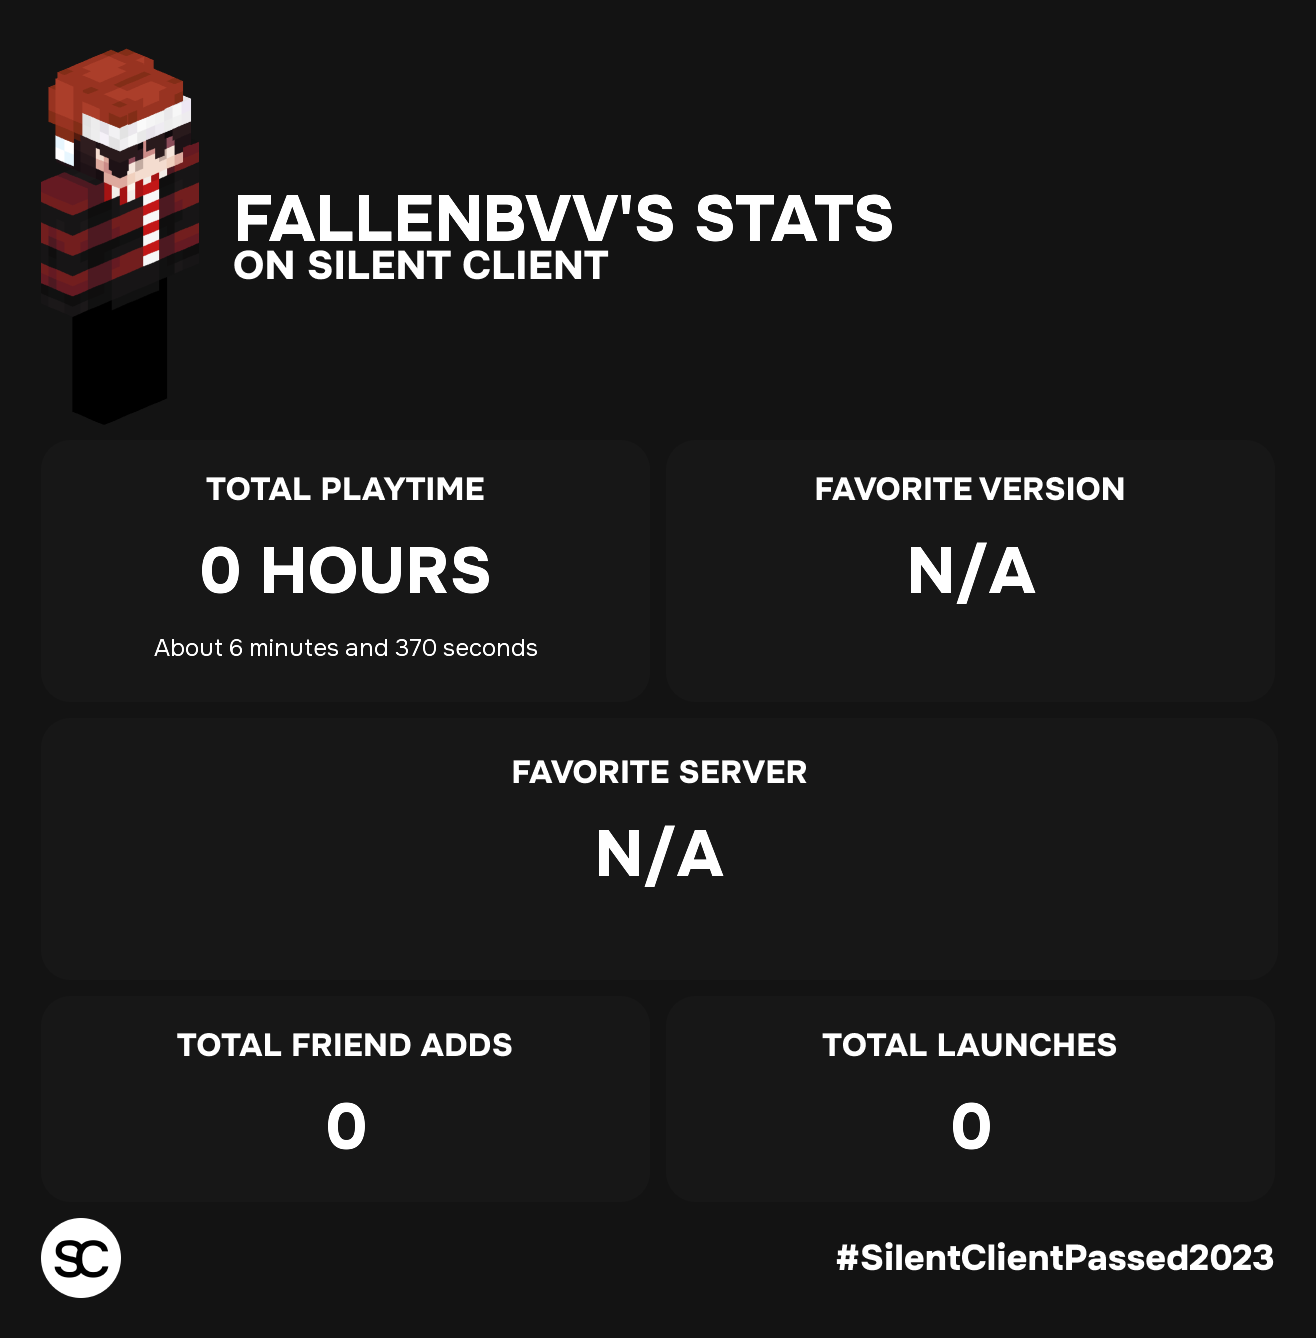 FALLENBVV'S STATS
ON SILENT CLIENT
TOTAL PLAYTIME
0 HOURS
About 6 minutes and 370 seconds
FAVORITE VERSION
N/A
FAVORITE SERVER
N/A
TOTAL FRIEND ADDS
0
TOTAL LAUNCHES
0
SC
#SilentClientPassed2023